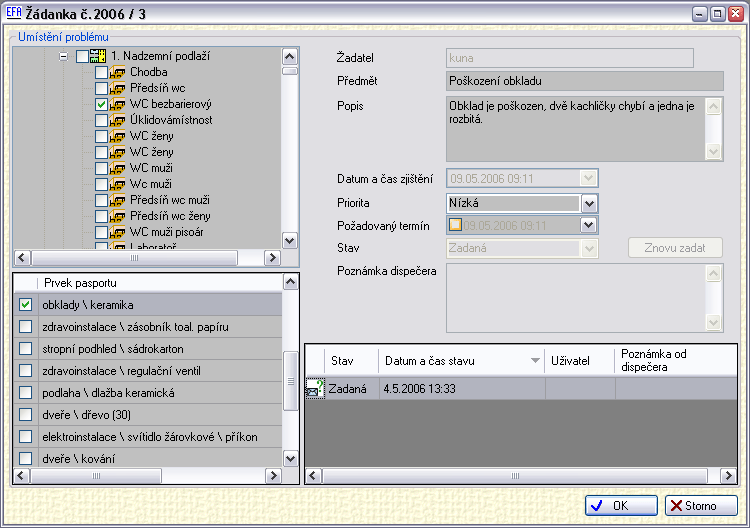 EFA Žádanka č.2006 / 3
Umístění problému
1. Nadzemní podlaží
Chodba
Předsíň wc
WC bezbarierový
Úklidovámístnost
WC ženy
WC ženy
WC muži
Wc muži
Předsíň wc muži
Předsíň wc ženy
WC muži pisoár
Laboratoř
Prvek pasportu
obklady \ keramika
zdravoinstalace \ zásobník toal. papíru
stropní podhled \ sádrokarton
zdravoinstalace \ regulační ventil
podlaha \ dlažba keramická
dveře \ dřevo (30)
elektroinstalace \ svítidlo žárovkové \ příkon
dveře \ kování
Žadatel
kuna
Předmět
Poškození obkladu
Popis
Obklad je poškozen, dvě kachličky chybí a jedna je
rozbitá.
Datum a čas zjištění
09.05.2006 09:11
Priorita
Nízká
Požadovaný termín
09.05.2006 09:11
Stav
Zadaná
Znovu zadat
Poznámka dispečera
Stav
Datum a čas stavu
Uživatel
Poznámka od
dispečera
Zadaná
4.5.2006 13:33
OK
Storno